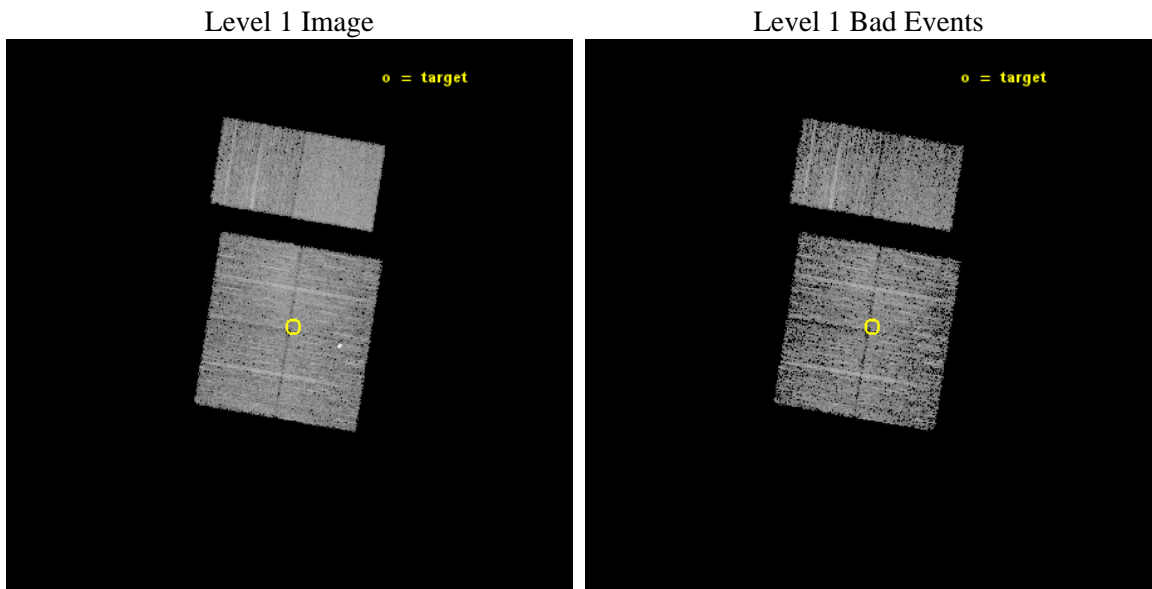 Level 1 Image
Level 1 Bad Events
o = target
o = target